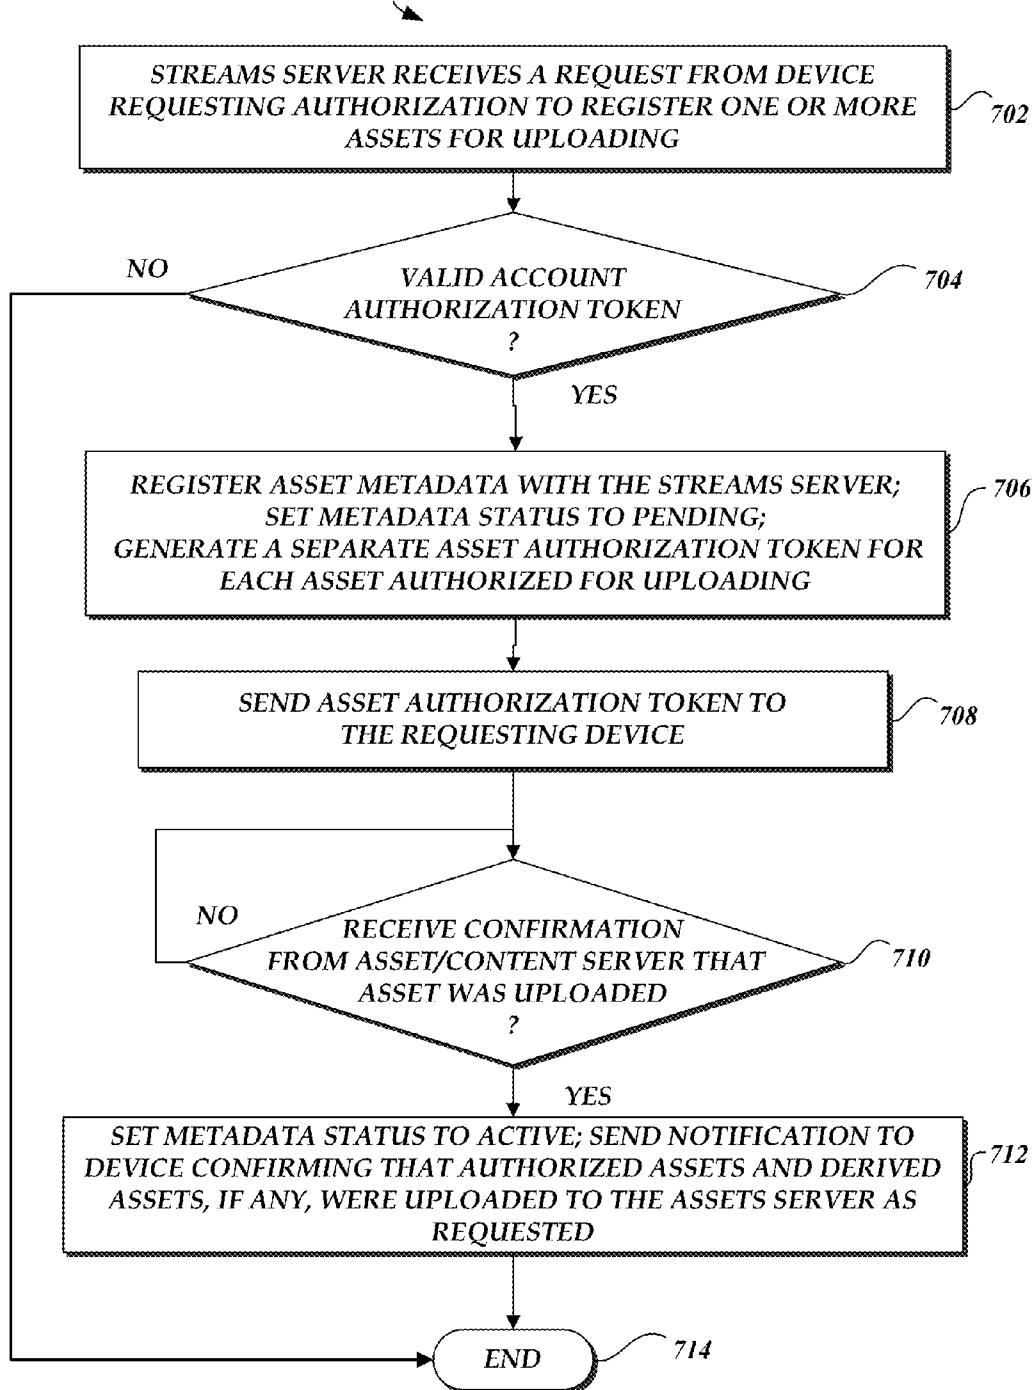 STREAMS SERVER RECEIVES A REQUEST FROM DEVICE
REQUESTING AUTHORIZATION TO REGISTER ONE OR MORE
ASSETS FOR UPLOADING
702
NO
VALID ACCOUNT
AUTHORIZATION TOKEN
?
704
YES
REGISTER ASSET METADATA WITH THE STREAMS SERVER;
SET METADATA STATUS TO PENDING;
GENERATE A SEPARATE ASSET AUTHORIZATION TOKEN FOR
EACH ASSET AUTHORIZED FOR UPLOADING
706
SEND ASSET AUTHORIZATION TOKEN TO
THE REQUESTING DEVICE
708
NO
RECEIVE CONFIRMATION
FROM ASSET/CONTENT SERVER THAT
ASSET WAS UPLOADED
?
710
YES
SET METADATA STATUS TO ACTIVE; SEND NOTIFICATION TO
DEVICE CONFIRMING THAT AUTHORIZED ASSETS AND DERIVED
ASSETS, IF ANY, WERE UPLOADED TO THE ASSETS SERVER AS
REQUESTED
712
END
714